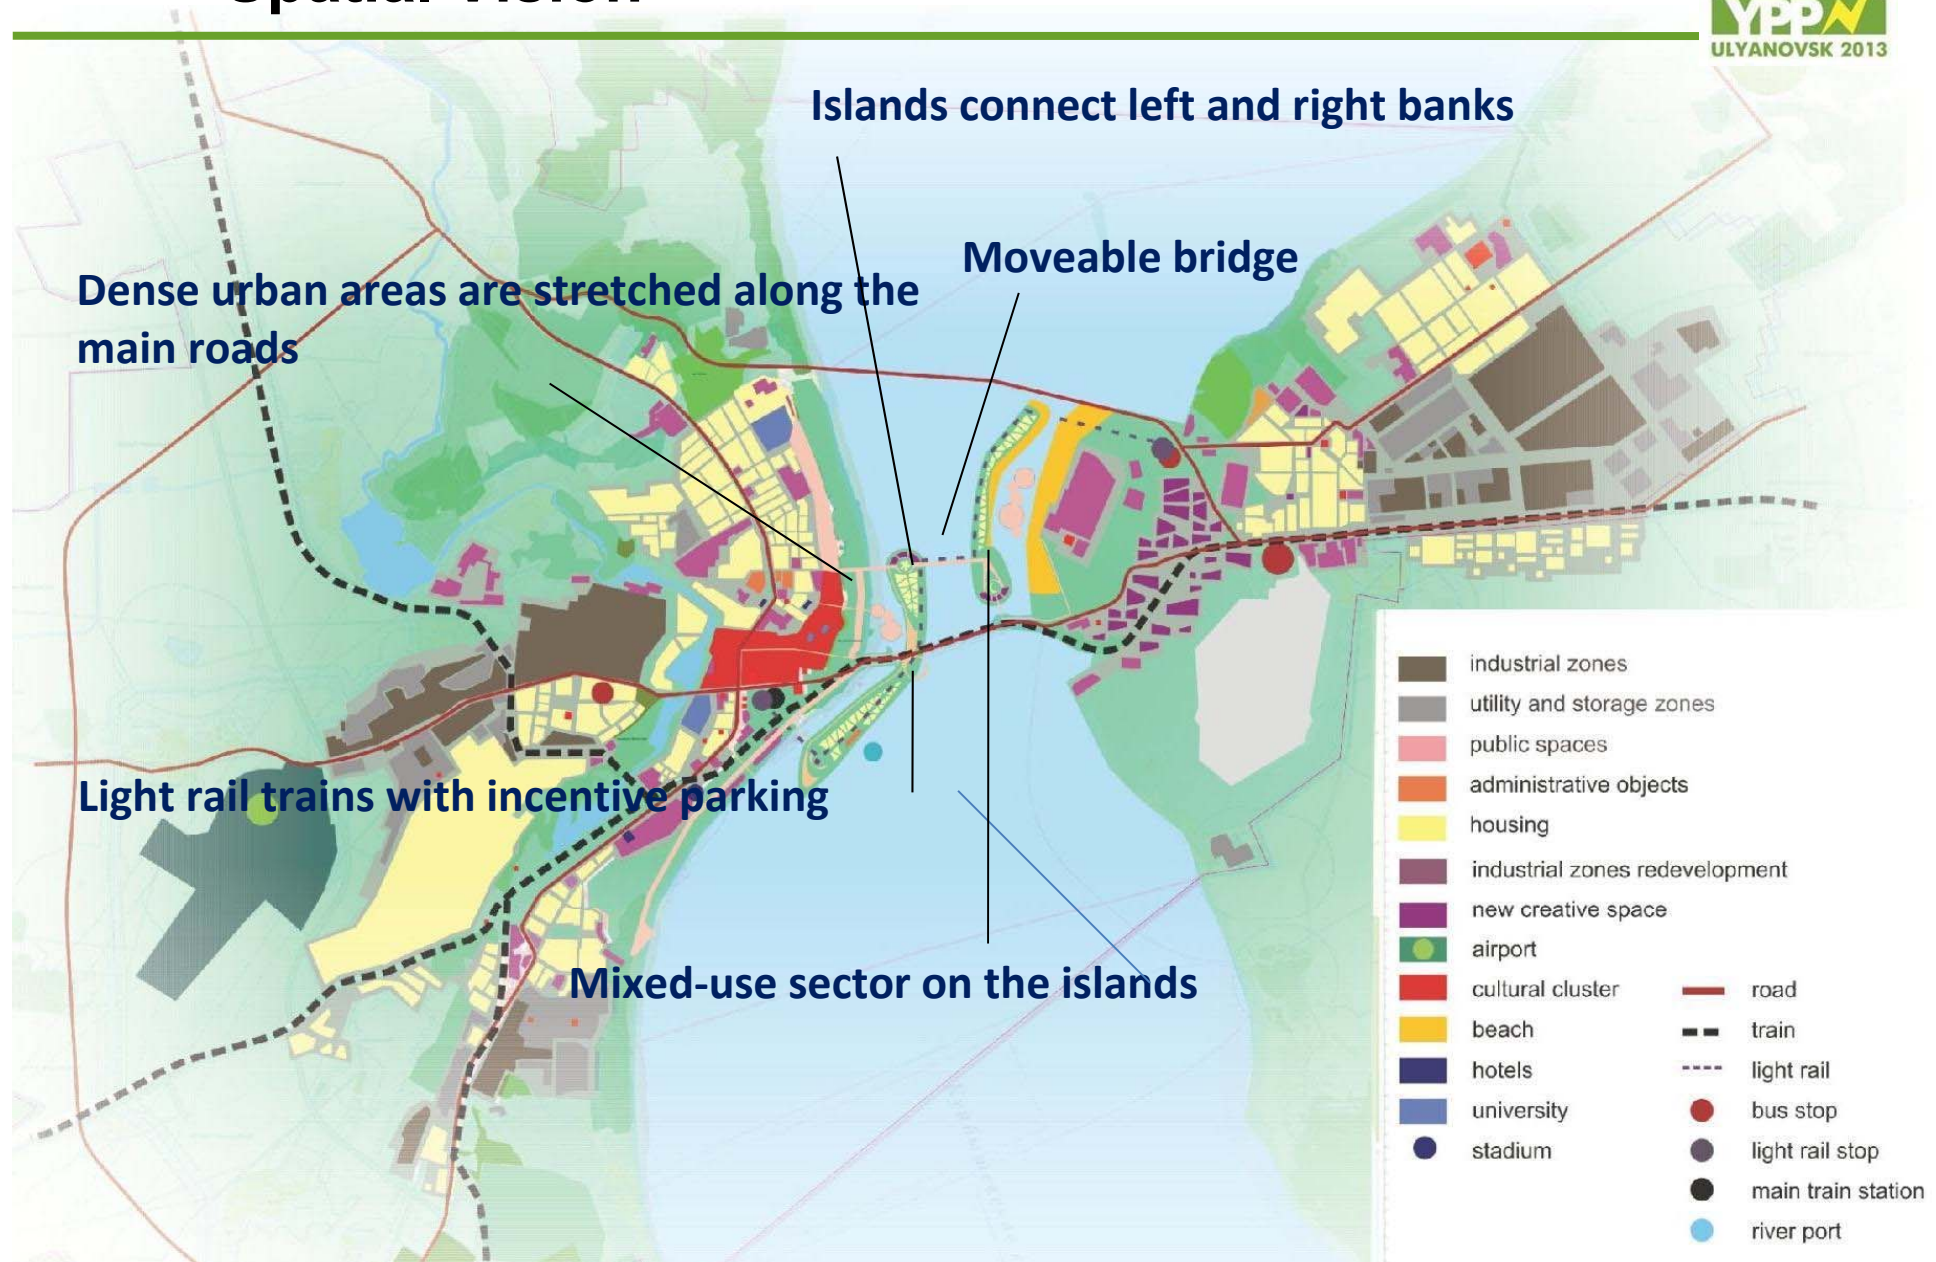 Spatial Vision
YPP
ULYANOVSK 2013
Islands connect left and right banks
Moveable bridge
Dense urban areas are stretched along the
main roads
Light rail trains with incentive parking
Mixed-use sector on the islands
industrial zones
utility and storage zones
public spaces
administrative objects
housing
industrial zones redevelopment
new creative space
airport
cultural cluster
beach
hotels
university
stadium
road
train
light rail
bus stop
light rail stop
main train station
river port